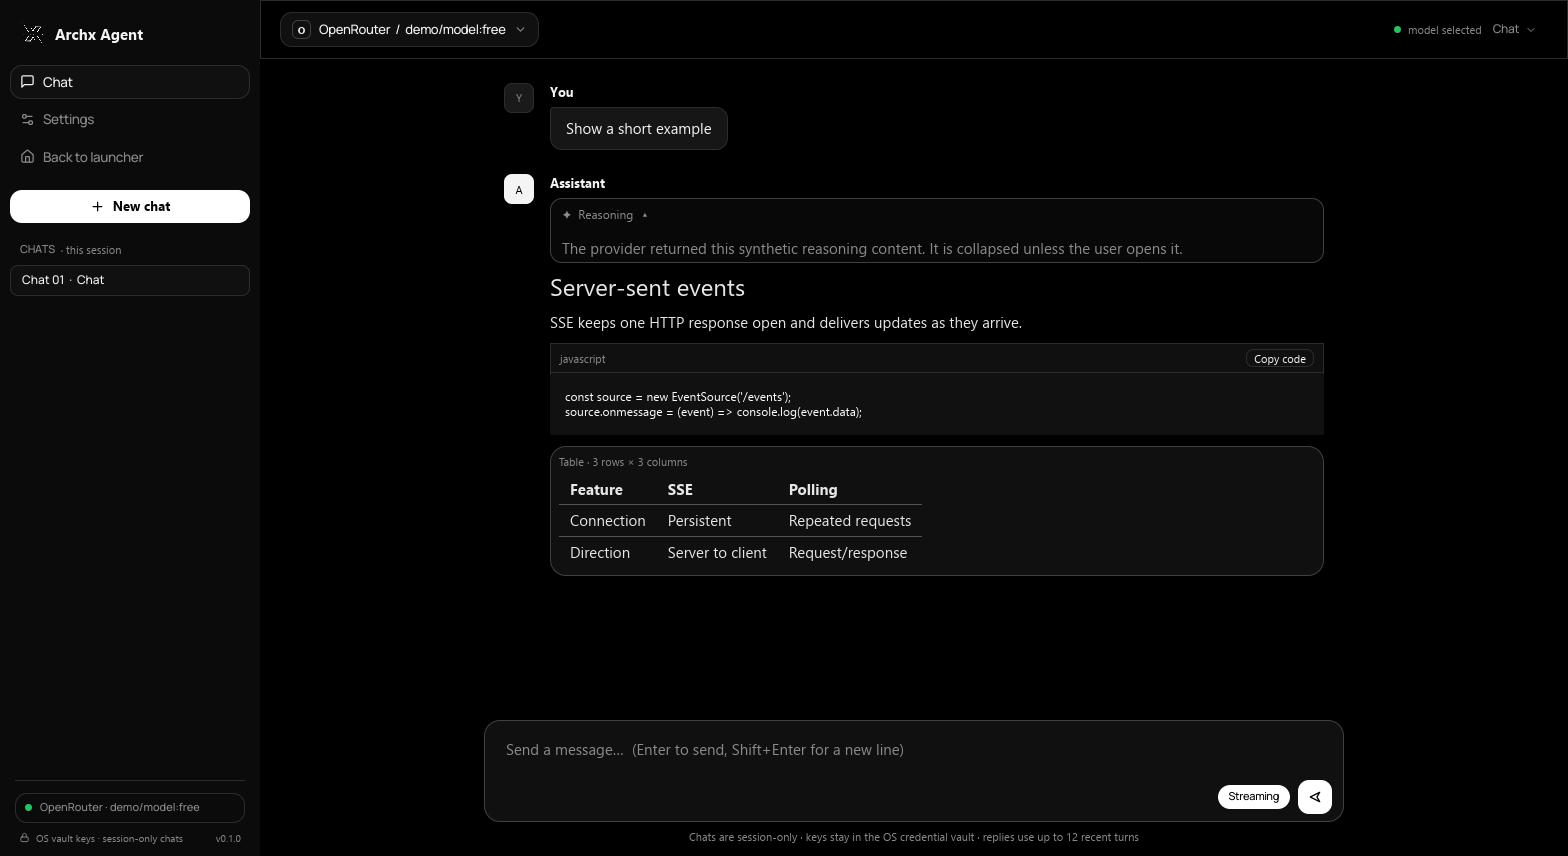 Archx Agent
Chat
Settings
Back to launcher
+ New chat
CHATS · this session
Chat 01 · Chat
OpenRouter · demo/model:free
OS vault keys · session-only chats v0.1.0
O OpenRouter / demo/model:free
model selected Chat
Y You
Show a short example
A Assistant
Reasoning
The provider returned this synthetic reasoning content. It is collapsed unless the user opens it.
Server-sent events
SSE keeps one HTTP response open and delivers updates as they arrive.
javascript Copy code
const source = new EventSource('/events');
source.onmessage = (event) => console.log(event.data);
Table · 3 rows × 3 columns
Feature SSE Polling
Connection Persistent Repeated requests
Direction Server to client Request/response
Send a message... (Enter to send, Shift+Enter for a new line)
Streaming
Chats are session-only · keys stay in the OS credential vault · replies use up to 12 recent turns